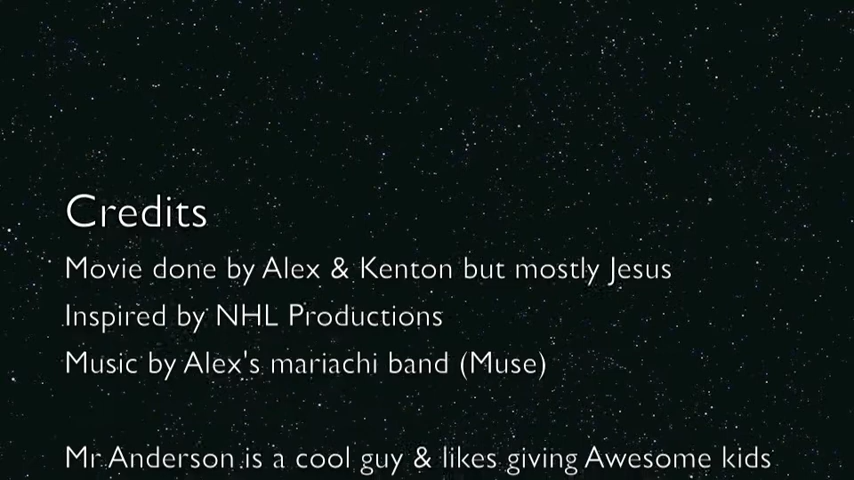 Credits
Movie done by Alex & Kenton but mostly Jesus
Inspired by NHL Productions
Music by Alex's mariachi band (Muse)
Mr Anderson is a cool guy & likes giving Awesome kids